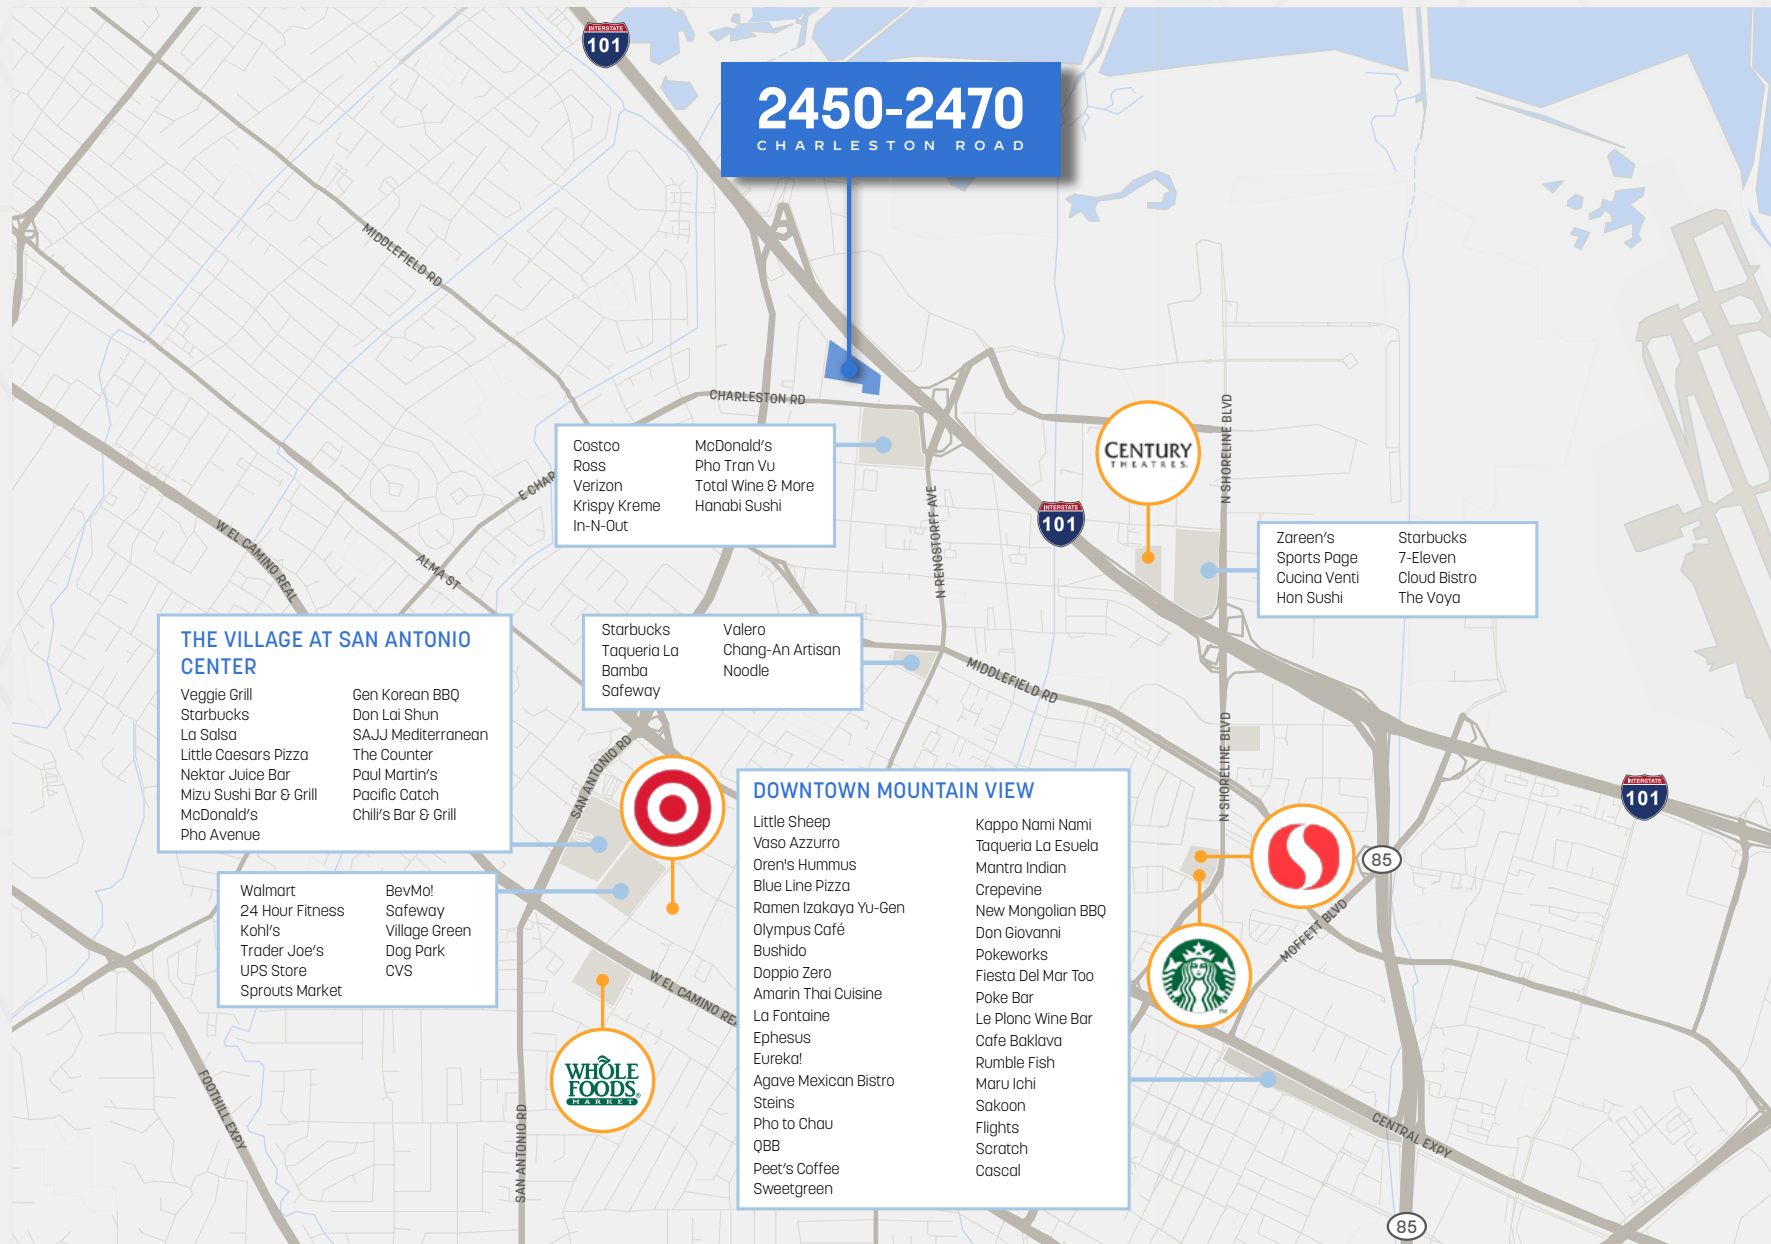 INTERSTATE
101
2450-2470
CHARLESTON ROAD
MIDDLEFIELD RD
CHARLESTON RD
E CHAR
W EL CAMINO REAL
ALMA ST
N RENGSTORFF AVE
N SHORELINE BLVD
Costco
Ross
Verizon
Krispy Kreme
In-N-Out
McDonald's
Pho Tran Vu
Total Wine & More
Hanabi Sushi
CENTURY
THEATRES.
INTERSTATE
101
Zareen's
Sports Page
Cucina Venti
Hon Sushi
Starbucks
7-Eleven
Cloud Bistro
The Voya
THE VILLAGE AT SAN ANTONIO
CENTER
Veggie Grill
Starbucks
La Salsa
Little Caesars Pizza
Nektar Juice Bar
Mizu Sushi Bar & Grill
McDonald's
Pho Avenue
Gen Korean BBQ
Don Lai Shun
SAJJ Mediterranean
The Counter
Paul Martin's
Pacific Catch
Chili's Bar & Grill
Starbucks
Taqueria La
Bamba
Safeway
Valero
Chang-An Artisan
Noodle
MIDDLEFIELD RD
SAN ANTONIO RD
N SHORELINE BLVD
INTERSTATE
101
85
MOFFETT BLVD
Walmart
24 Hour Fitness
Kohl's
Trader Joe's
UPS Store
Sprouts Market
BevMo!
Safeway
Village Green
Dog Park
CVS
DOWNTOWN MOUNTAIN VIEW
Little Sheep
Vaso Azzurro
Oren's Hummus
Blue Line Pizza
Ramen Izakaya Yu-Gen
Olympus Café
Bushido
Doppio Zero
Amarin Thai Cuisine
La Fontaine
Ephesus
Eureka!
Agave Mexican Bistro
Steins
Pho to Chau
QBB
Peet's Coffee
Sweetgreen
Kappo Nami Nami
Taqueria La Esuela
Mantra Indian
Crepevine
New Mongolian BBQ
Don Giovanni
Pokeworks
Fiesta Del Mar Too
Poke Bar
Le Plonc Wine Bar
Cafe Baklava
Rumble Fish
Maru Ichi
Sakoon
Flights
Scratch
Cascal
W EL CAMINO REA
TM
WHOLE
FOODS®
MARKET
FOOTHILL EXPY
SAN ANTONIO RD
CENTRAL EXPY
85